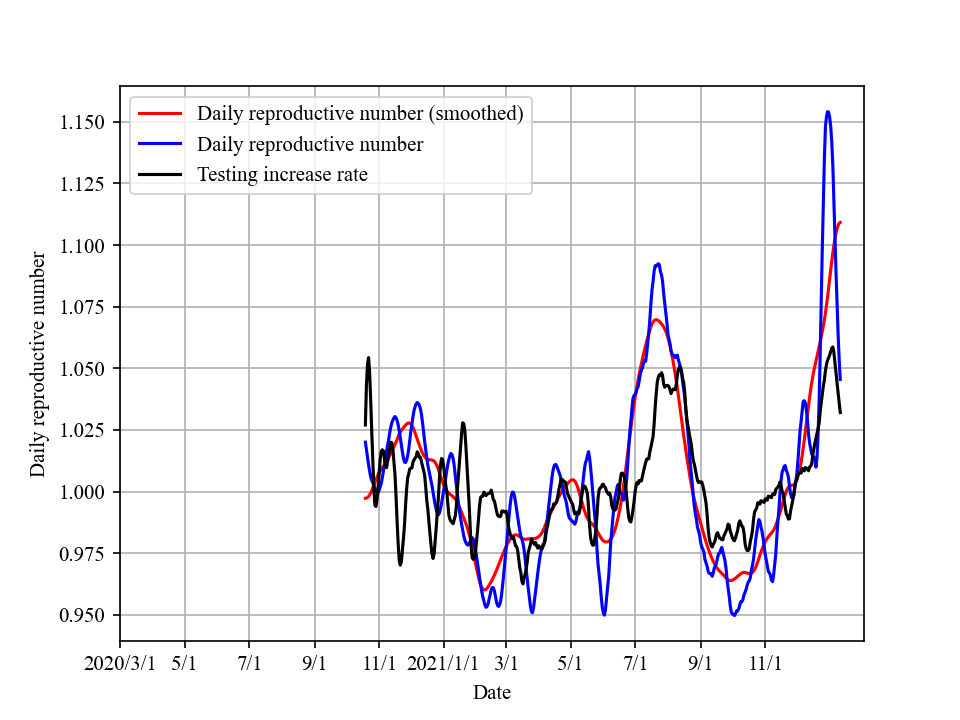 Daily reproductive number (smoothed)
Daily reproductive number
Testing increase rate
1.150
1.125
1.100
1.075
1.050
1.025
1.000
0.975
0.950
Daily reproductive number
2020/3/1 5/1 7/1 9/1 11/1 2021/1/1 3/1 5/1 7/1 9/1 11/1
Date